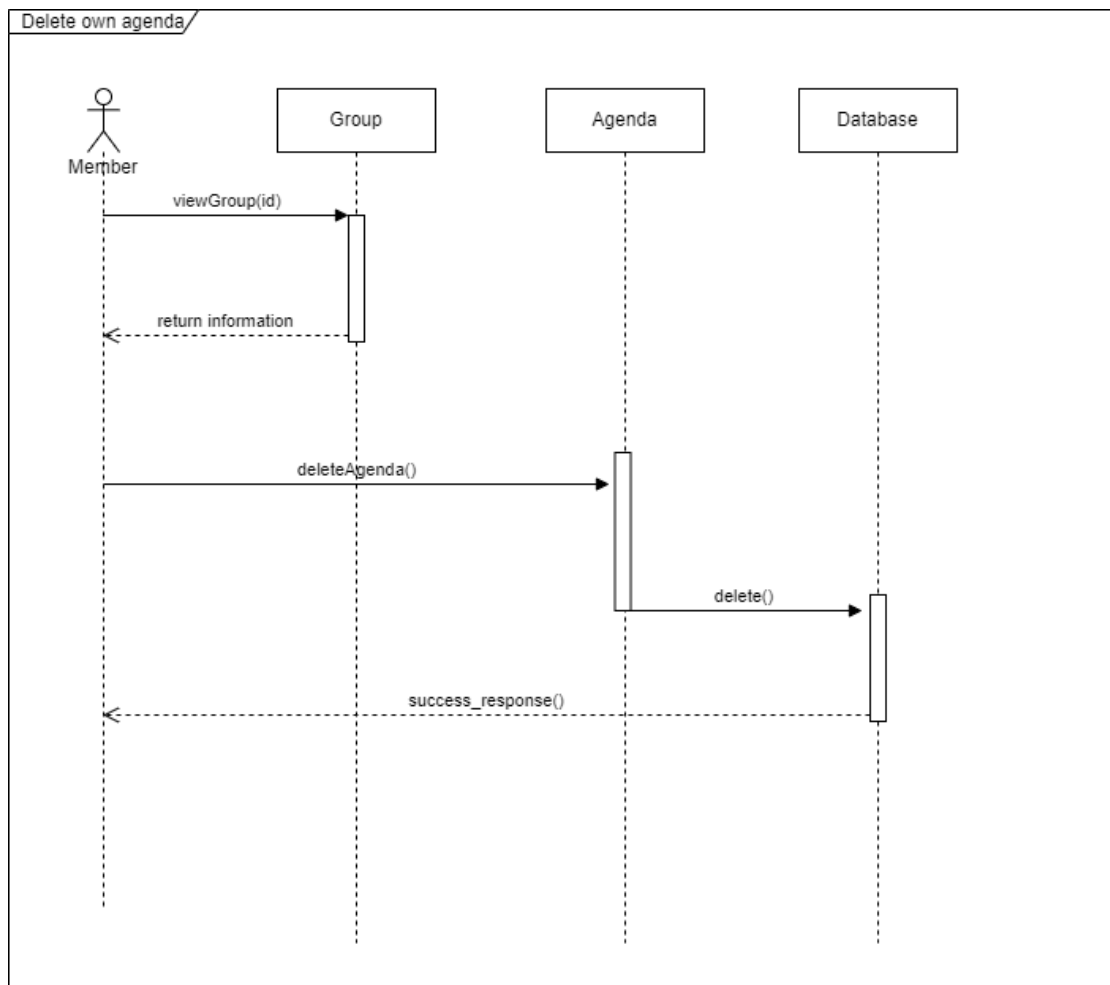 Delete own agenda
Member
Group
Agenda
Database
viewGroup(id)
return information
deleteAgenda()
delete()
success_response()